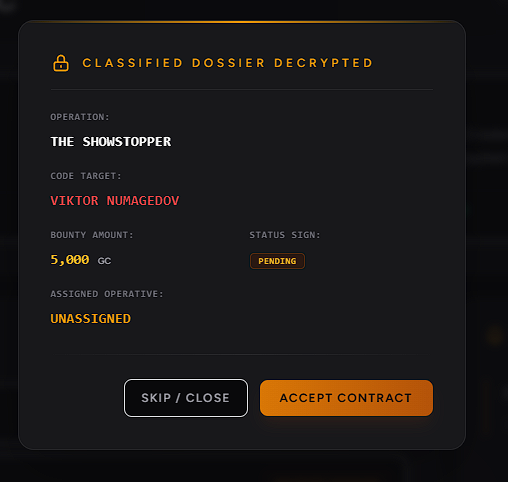 CLASSIFIED DOSSIER DECRYPTED
OPERATION:
THE SHOWSTOPPER
CODE TARGET:
VIKTOR NUMAGEDOV
BOUNTY AMOUNT: STATUS SIGN:
5,000 GC PENDING
ASSIGNED OPERATIVE:
UNASSIGNED
SKIP / CLOSE ACCEPT CONTRACT